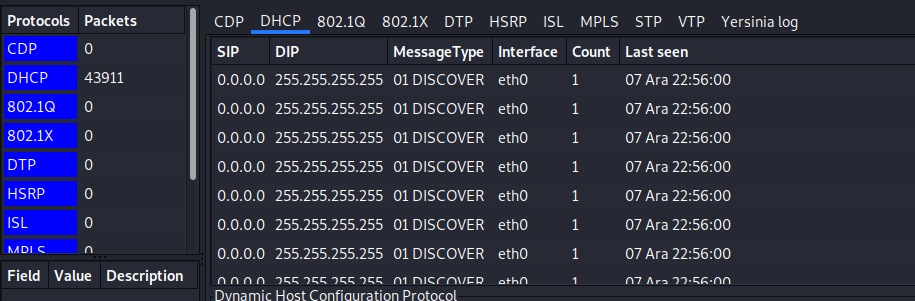 Protocols Packets
CDP 0
DHCP 43911
802.1Q 0
802.1X 0
DTP 0
HSRP 0
ISL 0
MPLS 0
Field Value Description
CDP DHCP 802.1Q 802.1X DTP HSRP ISL MPLS STP VTP Yersinia log
SIP DIP MessageType Interface Count Last seen
0.0.0.0 255.255.255.255 01 DISCOVER eth0 1 07 Ara 22:56:00
0.0.0.0 255.255.255.255 01 DISCOVER eth0 1 07 Ara 22:56:00
0.0.0.0 255.255.255.255 01 DISCOVER eth0 1 07 Ara 22:56:00
0.0.0.0 255.255.255.255 01 DISCOVER eth0 1 07 Ara 22:56:00
0.0.0.0 255.255.255.255 01 DISCOVER eth0 1 07 Ara 22:56:00
0.0.0.0 255.255.255.255 01 DISCOVER eth0 1 07 Ara 22:56:00
0.0.0.0 255.255.255.255 01 DISCOVER eth0 1 07 Ara 22:56:00
0.0.0.0 255.255.255.255 01 DISCOVER eth0 1 07 Ara 22:56:00
Dynamic Host Configuration Protocol